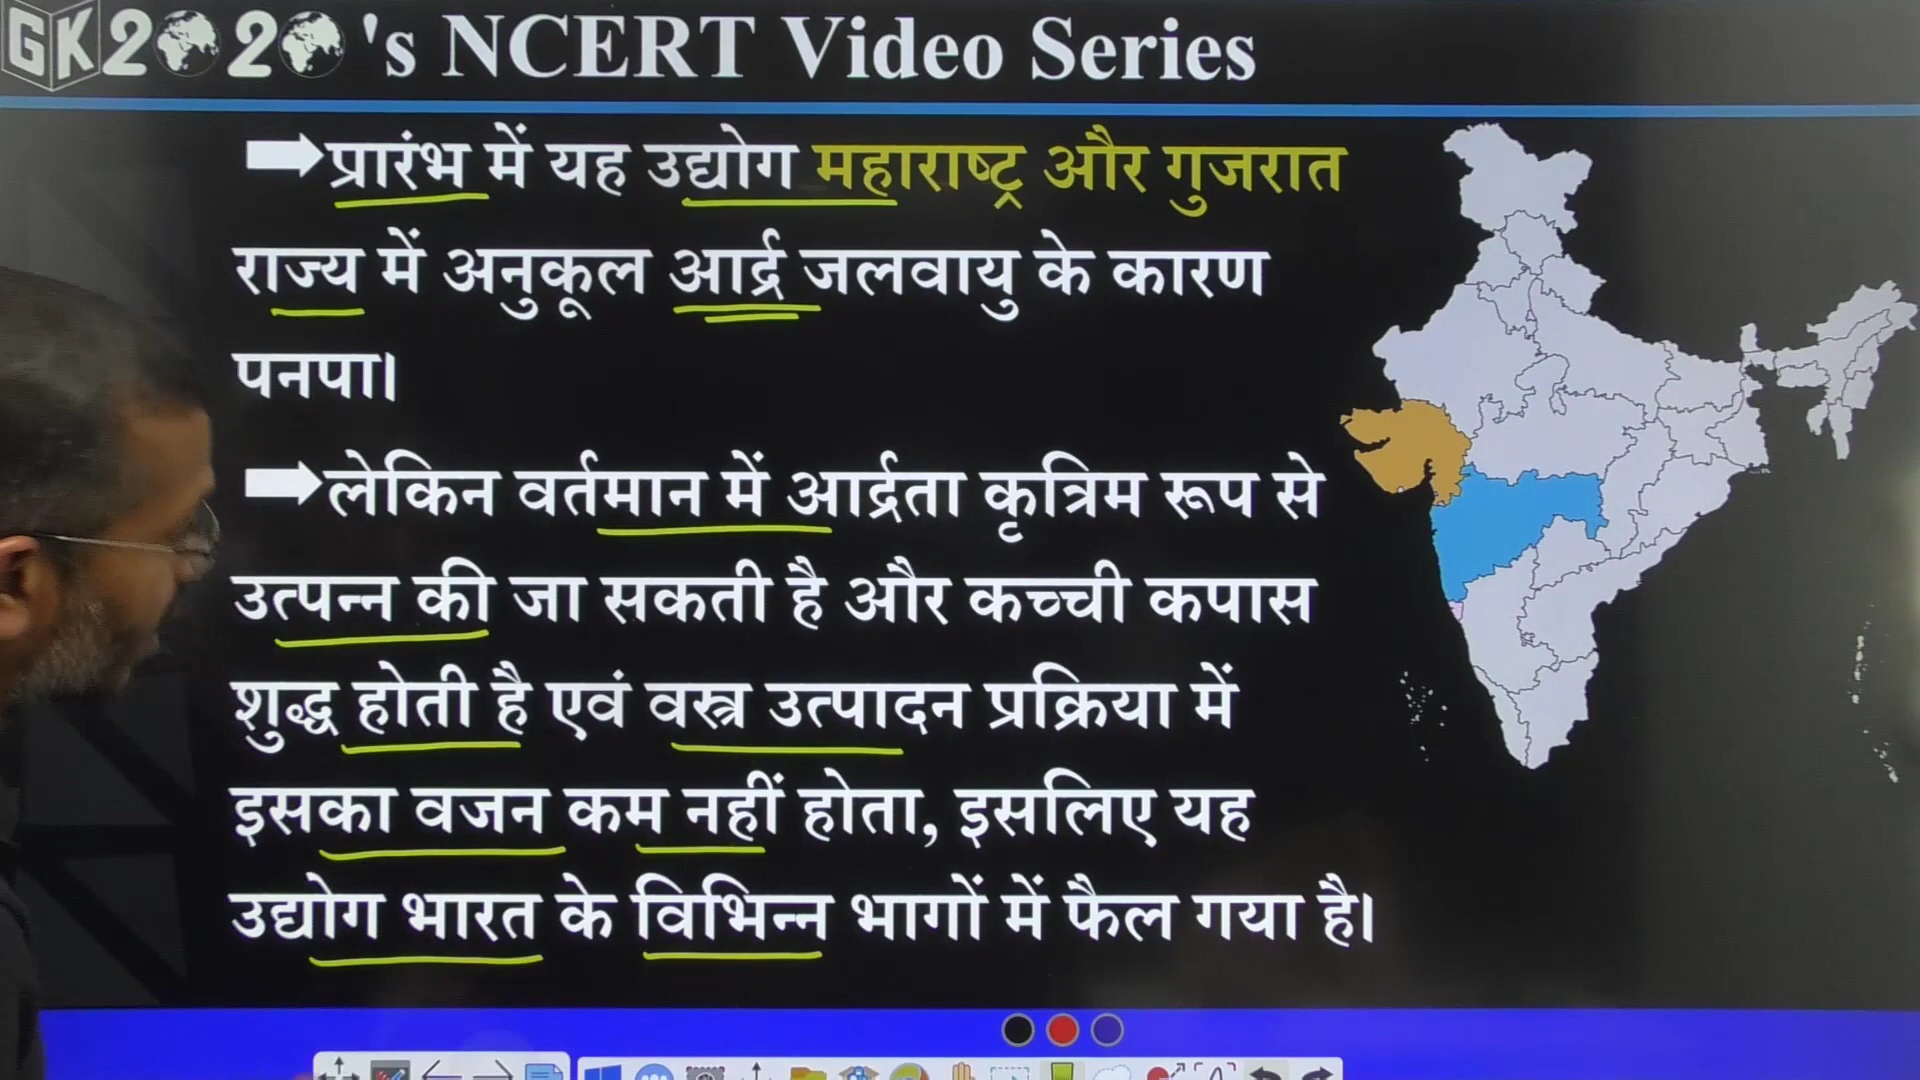 GK2020's NCERT Video Series
प्रारंभ में यह उद्योग महाराष्ट्र और गुजरात
राज्य में अनुकूल आर्द्र जलवायु के कारण
पनपा।
लेकिन वर्तमान में आर्द्रता कृत्रिम रूप से
उत्पन्न की जा सकती है और कच्ची कपास
शुद्ध होती है एवं वस्त्र उत्पादन प्रक्रिया में
इसका वजन कम नहीं होता, इसलिए यह
उद्योग भारत के विभिन्न भागों में फैल गया है।